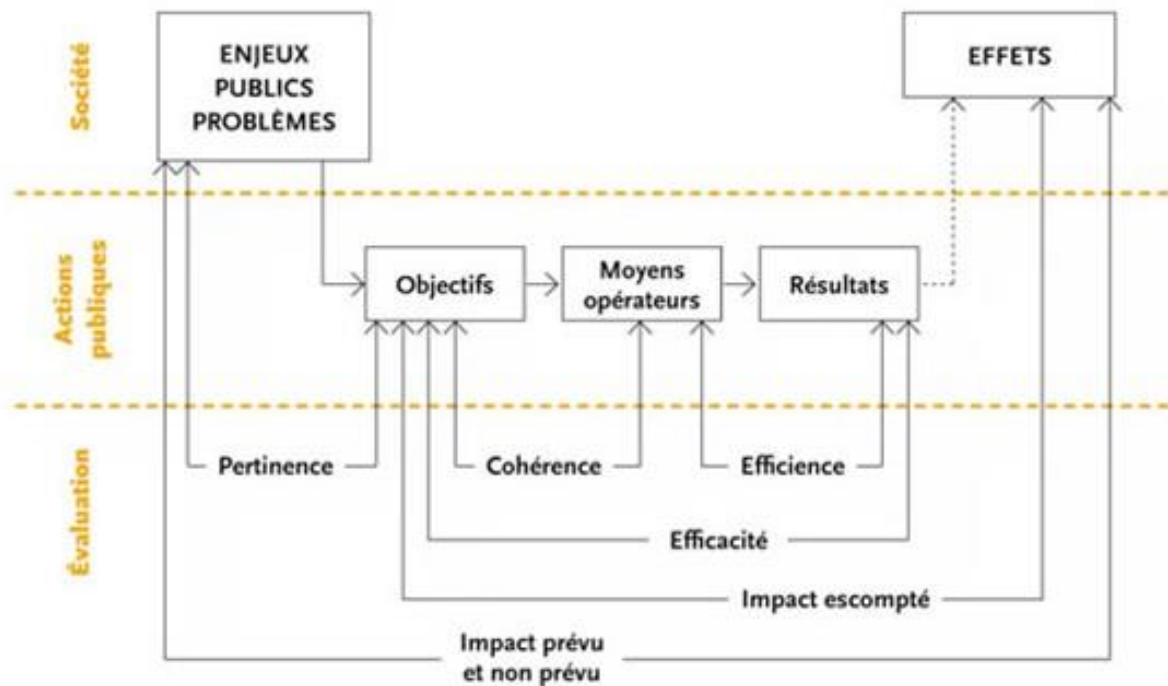 Société
ENJEUX
PUBLICS
PROBLÈMES
EFFETS
Actions
publiques
Objectifs
Moyens
opérateurs
Résultats
Évaluation
Pertinence
Cohérence
Efficience
Efficacité
Impact escompté
Impact prévu
et non prévu